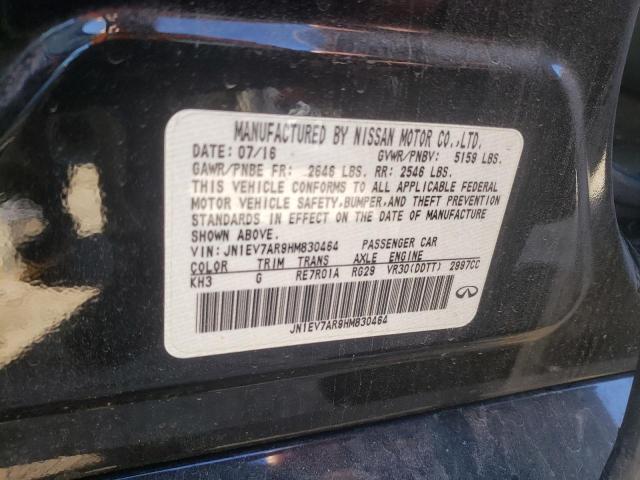 MANUFACTURED BY NISSAN MOTOR CO.,LTD.
DATE: 07/16 GVWR/PNBV: 5159 LBS.
GAWR/PNBE FR: 2646 LBS. RR: 2546 LBS.
THIS VEHICLE CONFORMS TO ALL APPLICABLE FEDERAL
MOTOR VEHICLE SAFETY,BUMPER,AND THEFT PREVENTION
STANDARDS IN EFFECT ON THE DATE OF MANUFACTURE
SHOWN ABOVE.
VIN: JN1EV7AR9HM830464 PASSENGER CAR
COLOR TRIM TRANS AXLE ENGINE
KH3 G RE7R01A RG29 VR30(DDTT) 2997CC
JN1EV7AR9HM830464